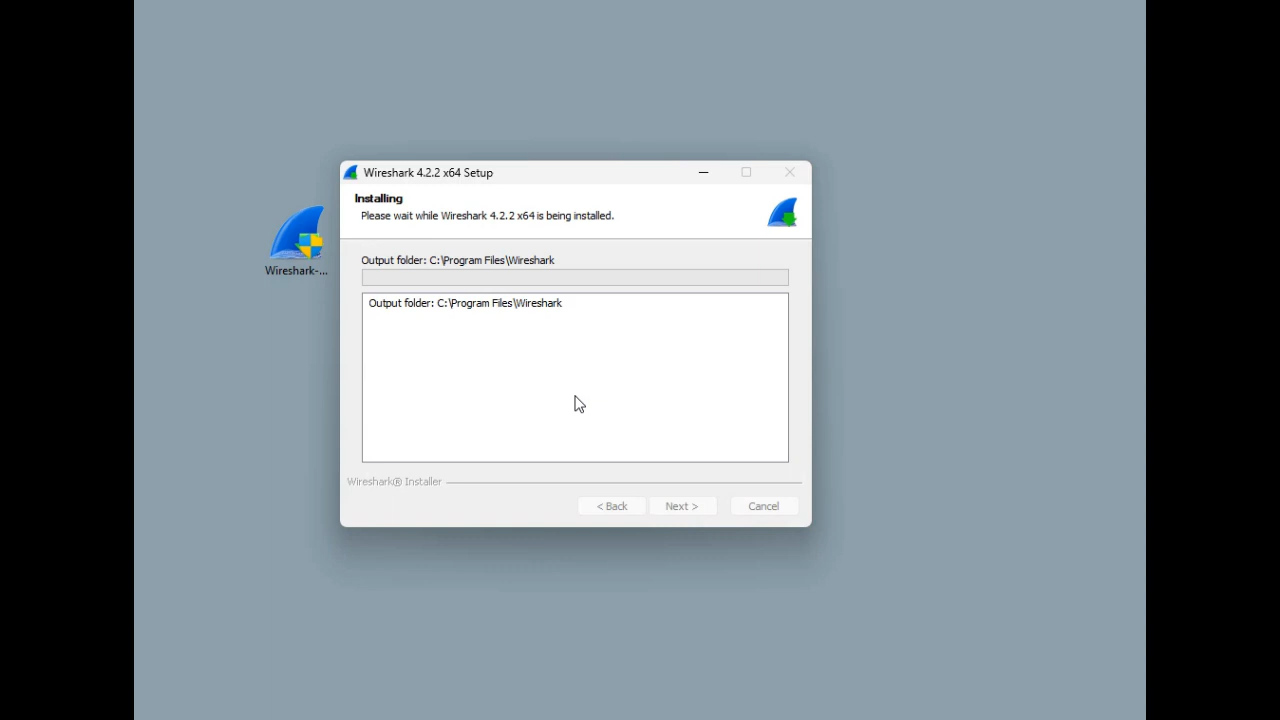 Wireshark 4.2.2 x64 Setup
Installing
Please wait while Wireshark 4.2.2 x64 is being installed.
Wireshark-...
Output folder: C:\Program Files\Wireshark
Output folder: C:\Program Files\Wireshark
Wireshark® Installer
< Back Next > Cancel